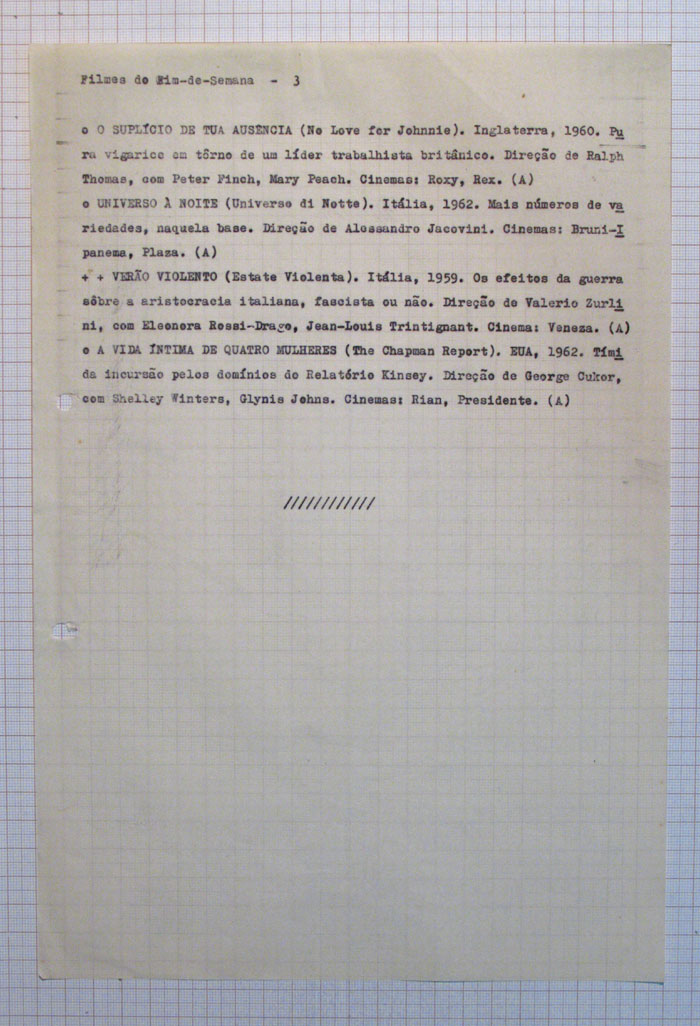 Filmes do Fim-de-Semana - 3
o O SUPLÍCIO DE TUA AUSÊNCIA (No Love for Johnnie). Inglaterra, 1960. Pu
ra vigarice em tôrno de um líder trabalhista britânico. Direção de Ralph
Thomas, com Peter Finch, Mary Peach. Cinemas: Roxy, Rex. (A)
o UNIVERSO À NOITE (Universo di Notte). Itália, 1962. Mais números de va
riedades, naquela base. Direção de Alessandro Jacovini. Cinemas: Bruni-I
panema, Plaza. (A)
+ + VERÃO VIOLENTO (Estate Violenta). Itália, 1959. Os efeitos da guerra
sôbre a aristocracia italiana, fascista ou não. Direção de Valerio Zurli
ni, com Eleonora Rossi-Drago, Jean-Louis Trintignant. Cinema: Veneza. (A)
o A VIDA ÍNTIMA DE QUATRO MULHERES (The Chapman Report). EUA, 1962. Tími
da incursão pelos domínios do Relatório Kinsey. Direção de George Cukor,
com Shelley Winters, Glynis Johns. Cinemas: Rian, Presidente. (A)
////////////